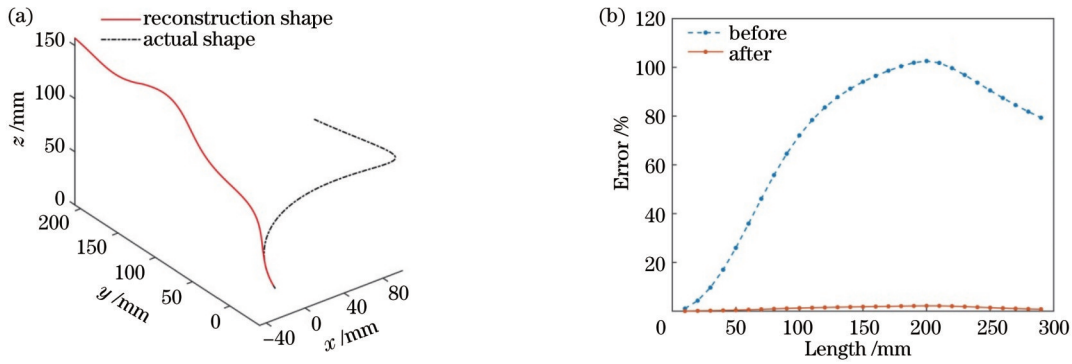 (a)
reconstruction shape
actual shape
150
100
50
0
z /mm
200
150
100
50
0
y /mm
−40
0
40
80
x /mm
(b)
120
100
80
60
40
20
0
Error /%
before
after
50
100
150
200
250
300
Length /mm